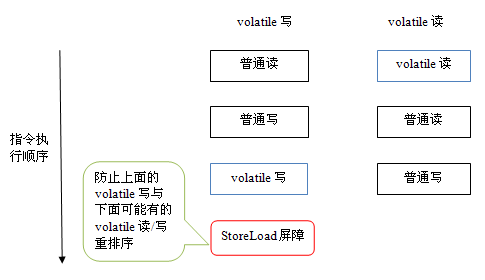 volatile 写
volatile 读
普通读
volatile 读
普通写
普通读
指令执
行顺序
防止上面的
volatile 写与
下面可能有的
volatile 读/写
重排序
volatile 写
普通写
StoreLoad 屏障